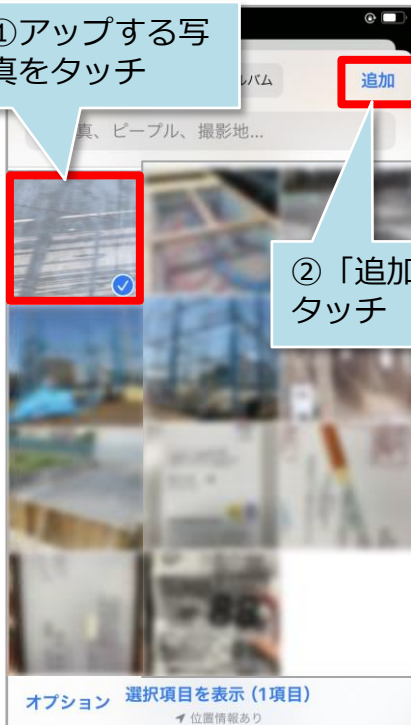 ①アップする写
真をタッチ
ルバム
追加
真、ピープル、撮影地...
②「追加
タッチ
オプション
選択項目を表示 (1項目)
位置情報あり